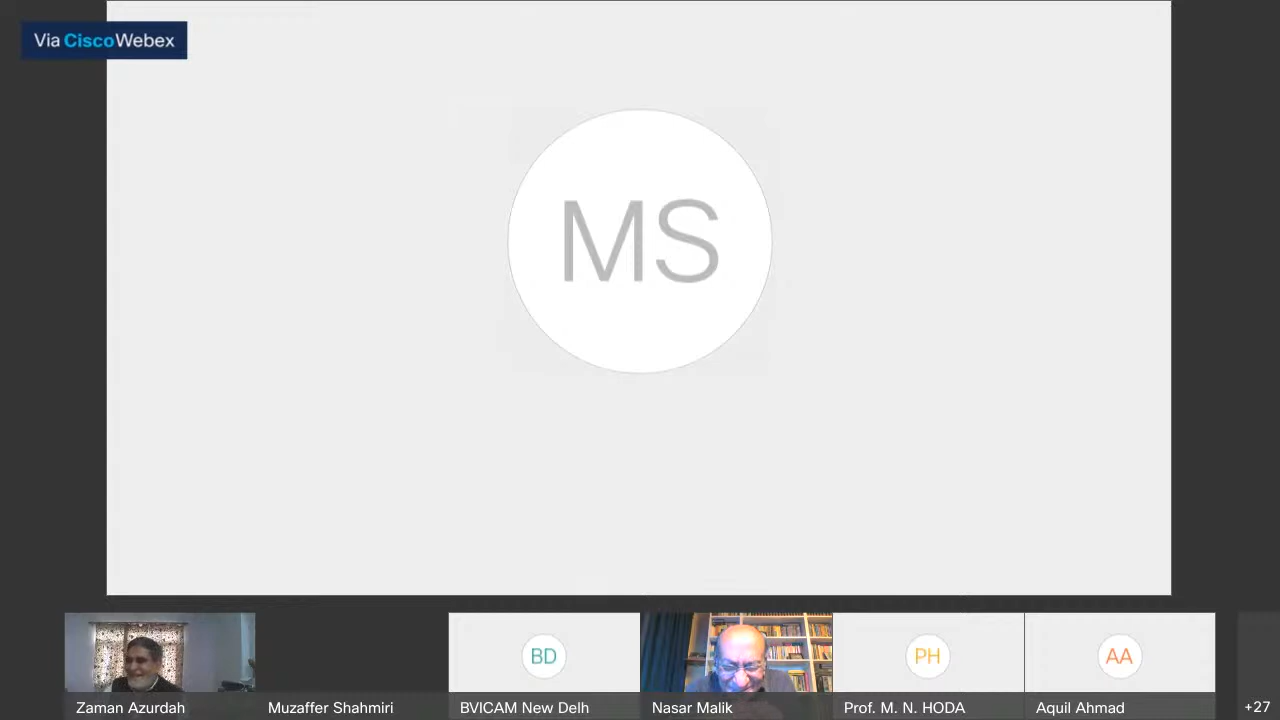 Via CiscoWebex
MS
BD
PH
AA
Zaman Azurdah
Muzaffer Shahmiri
BVICAM New Delh
Nasar Malik
Prof. M. N. HODA
Aquil Ahmad
+27